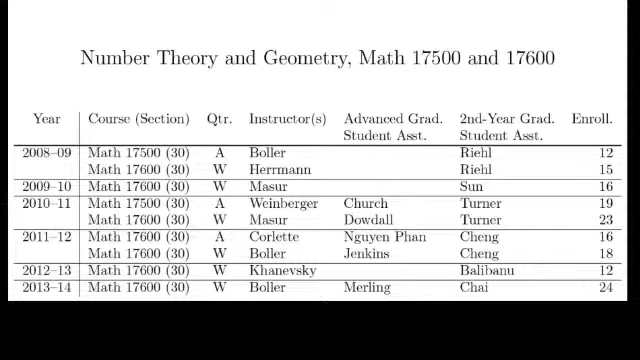 Number Theory and Geometry, Math 17500 and 17600
Year Course (Section) Qtr. Instructor(s) Advanced Grad. 2nd-Year Grad. Enroll.
Student Asst. Student Asst.
2008–09 Math 17500 (30) A Boller Riehl 12
Math 17600 (30) W Herrmann Riehl 15
2009–10 Math 17600 (30) W Masur Sun 16
2010–11 Math 17500 (30) A Weinberger Church Turner 19
Math 17600 (30) W Masur Dowdall Turner 23
2011–12 Math 17600 (30) A Corlette Nguyen Phan Cheng 16
Math 17600 (30) W Boller Jenkins Cheng 18
2012–13 Math 17600 (30) W Khanevsky Balibanu 12
2013–14 Math 17600 (30) W Boller Merling Chai 24